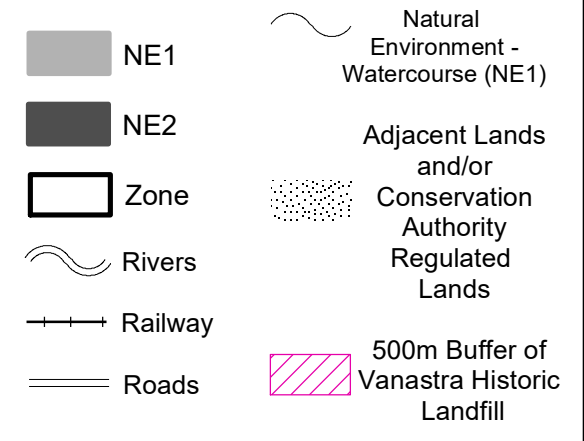 NE1
NE2
Zone
Rivers
Railway
Roads
Natural
Environment -
Watercourse (NE1)
Adjacent Lands
and/or
Conservation
Authority
Regulated
Lands
500m Buffer of
Vanastra Historic
Landfill